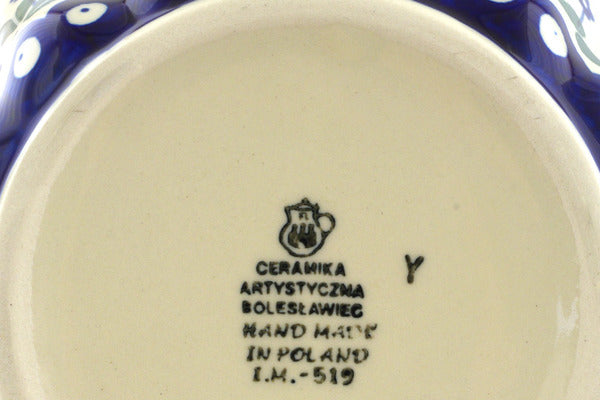 CERAMIKA
ARTYSTYCZNA
BOLESŁAWIEC
HAND MADE
IN POLAND
I.M.-519
Y